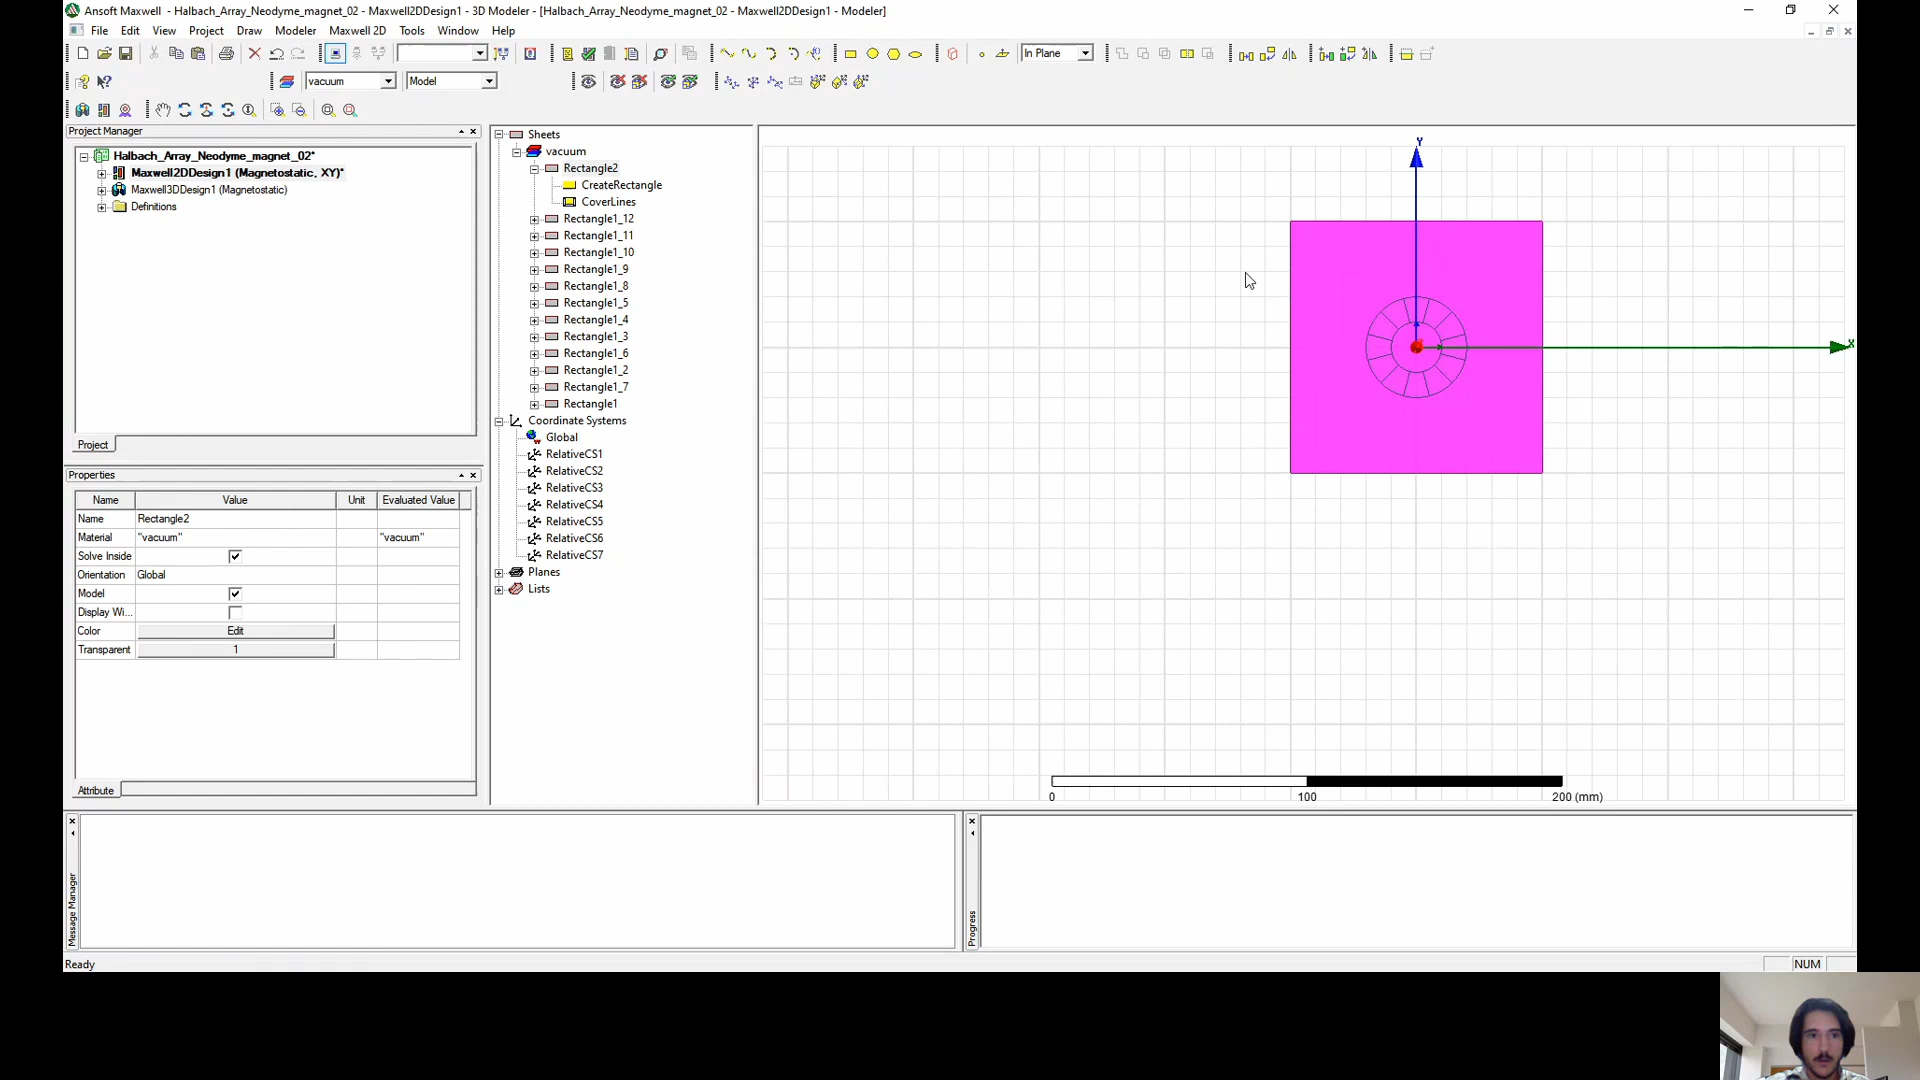 Ansoft Maxwell - Halbach_Array_Neodyme_magnet_02 - Maxwell2DDesign1 - 3D Modeler - [Halbach_Array_Neodyme_magnet_02 - Maxwell2DDesign1 - Modeler]
File Edit View Project Draw Modeler Maxwell 2D Tools Window Help
In Plane
vacuum Model
Project Manager
Halbach_Array_Neodyme_magnet_02*
Maxwell2DDesign1 (Magnetostatic, XY)*
Maxwell3DDesign1 (Magnetostatic)
Definitions
Project
Properties
Name Value Unit Evaluated Value
Name Rectangle2
Material "vacuum" "vacuum"
Solve Inside
Orientation Global
Model
Display Wi...
Color Edit
Transparent 1
Attribute
Sheets
vacuum
Rectangle2
CreateRectangle
CoverLines
Rectangle1_12
Rectangle1_11
Rectangle1_10
Rectangle1_9
Rectangle1_8
Rectangle1_5
Rectangle1_4
Rectangle1_3
Rectangle1_6
Rectangle1_2
Rectangle1_7
Rectangle1
Coordinate Systems
Global
RelativeCS1
RelativeCS2
RelativeCS3
RelativeCS4
RelativeCS5
RelativeCS6
RelativeCS7
Planes
Lists
Y
X
0 100 200 (mm)
Message Manager
Progress
Ready
NUM